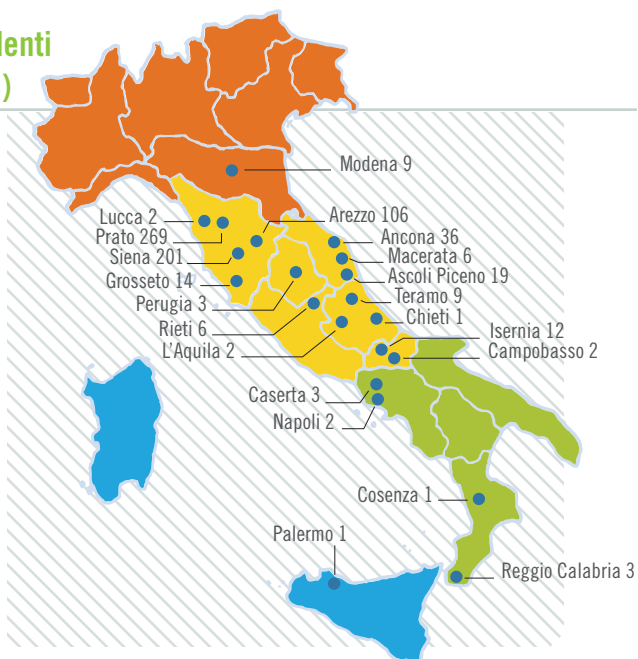 )
Modena 9
Lucca 2
Arezzo 106
Prato 269
Ancona 36
Siena 201
Macerata 6
Grosseto 14
Ascoli Piceno 19
Perugia 3
Teramo 9
Rieti 6
Chieti 1
L'Aquila 2
Isernia 12
Campobasso 2
Caserta 3
Napoli 2
Cosenza 1
Palermo 1
Reggio Calabria 3